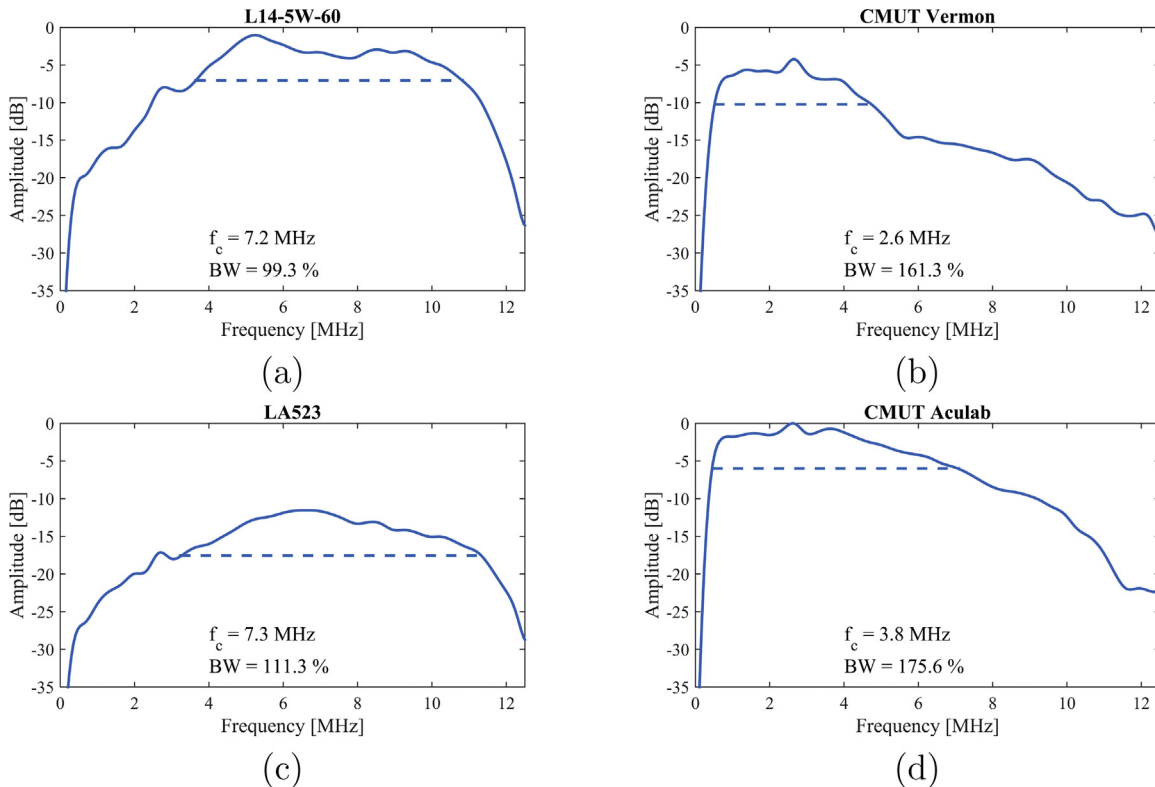 L14-5W-60
0
-5
-10
-15
-20
-25
-30
-35
Amplitude [dB]
f_c = 7.2 MHz
BW = 99.3 %
0 2 4 6 8 10 12
Frequency [MHz]
(a)
CMUT Vermon
0
-5
-10
-15
-20
-25
-30
-35
Amplitude [dB]
f_c = 2.6 MHz
BW = 161.3 %
0 2 4 6 8 10 12
Frequency [MHz]
(b)
LA523
0
-5
-10
-15
-20
-25
-30
-35
Amplitude [dB]
f_c = 7.3 MHz
BW = 111.3 %
0 2 4 6 8 10 12
Frequency [MHz]
(c)
CMUT Aculab
0
-5
-10
-15
-20
-25
-30
-35
Amplitude [dB]
f_c = 3.8 MHz
BW = 175.6 %
0 2 4 6 8 10 12
Frequency [MHz]
(d)